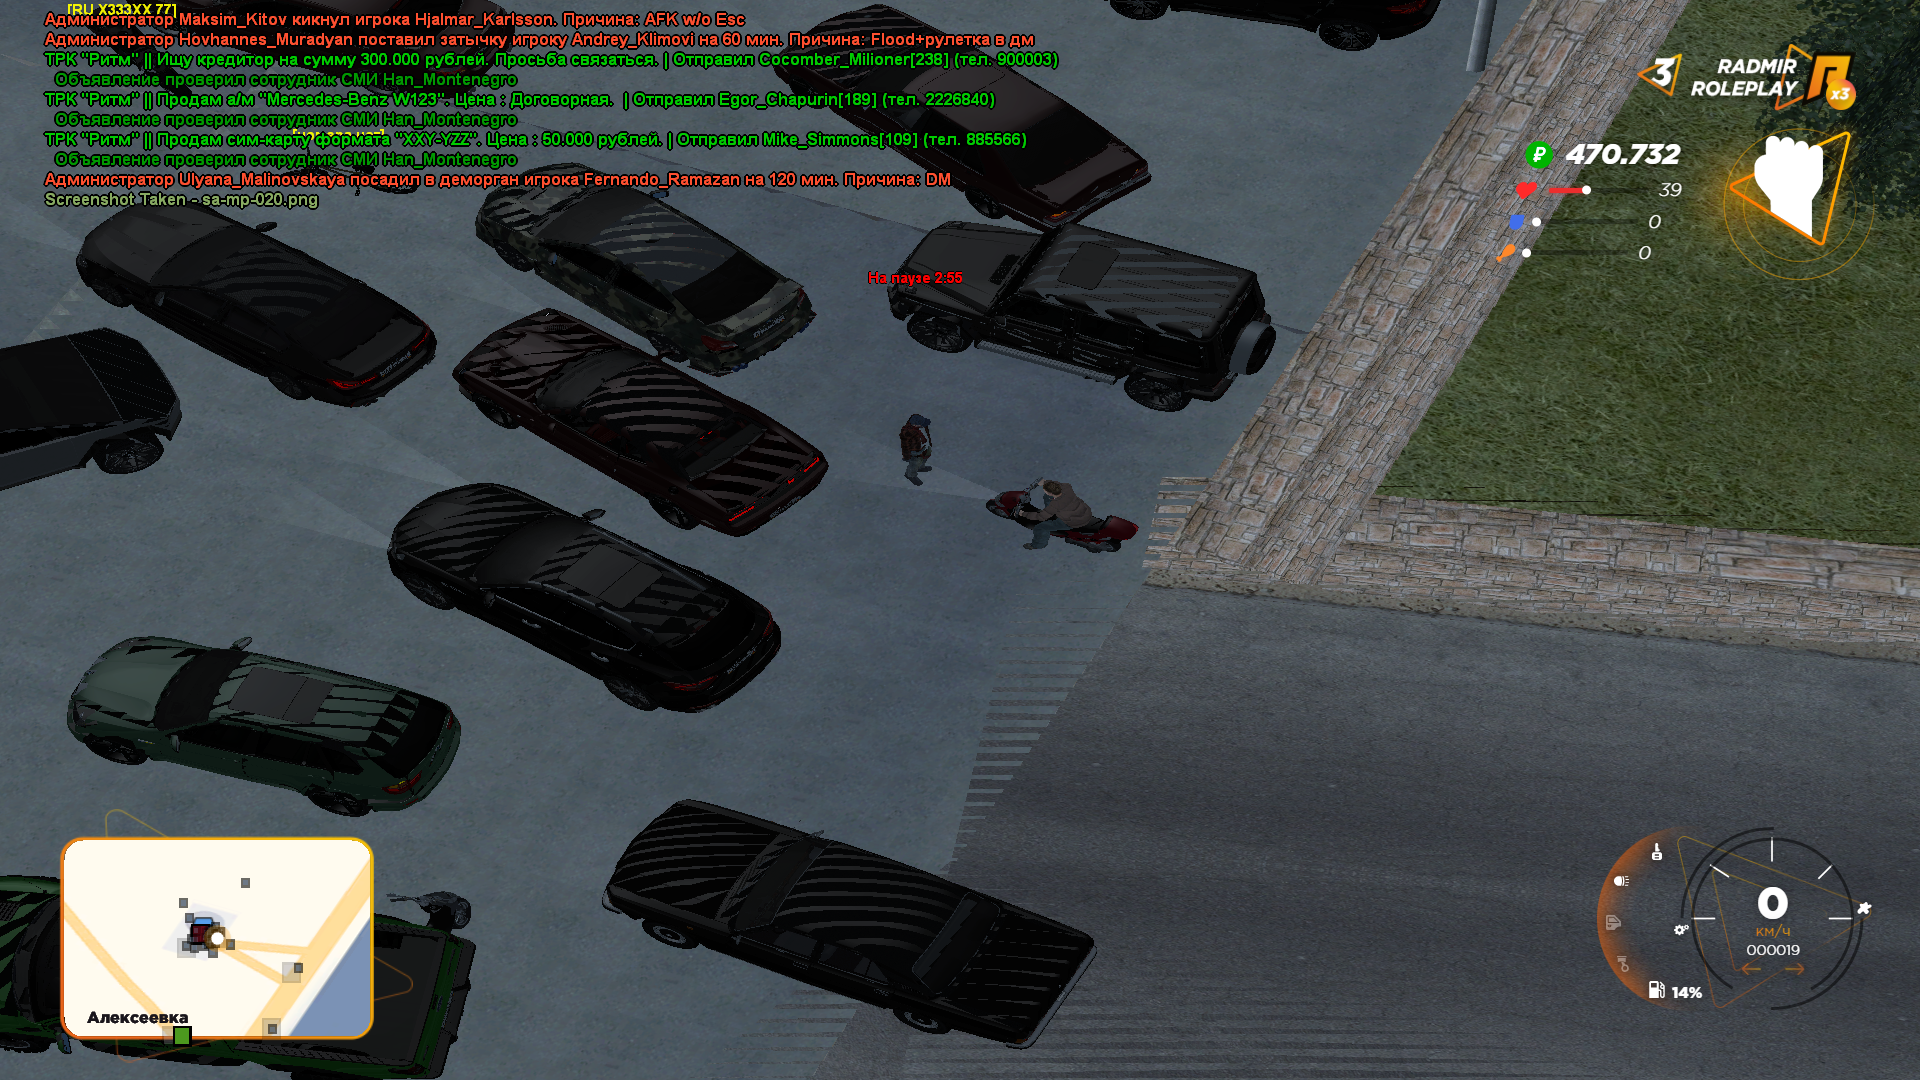 [RU X333XX 77]
Администратор Maksim_Kitov кикнул игрока Hjalmar_Karlsson. Причина: AFK w/o Esc
Администратор Hovhannes_Muradyan поставил затычку игроку Andrey_Klimovi на 60 мин. Причина: Flood+рулетка в дм
ТРК "Ритм" || Ищу кредитор на сумму 300.000 рублей. Просьба связаться. | Отправил Cocomber_Milioner[238] (тел. 900003)
Объявление проверил сотрудник СМИ Han_Montenegro
ТРК "Ритм" || Продам а/м "Mercedes-Benz W123". Цена : Договорная. | Отправил Egor_Chapurin[189] (тел. 2226840)
Объявление проверил сотрудник СМИ Han_Montenegro
ТРК "Ритм" || Продам сим-карту формата "XXY-YZZ". Цена : 50.000 рублей. | Отправил Mike_Simmons[109] (тел. 885566)
Объявление проверил сотрудник СМИ Han_Montenegro
Администратор Ulyana_Malinovskaya посадил в деморган игрока Fernando_Ramazan на 120 мин. Причина: DM
Screenshot Taken - sa-mp-020.png
3
RADMIR
ROLEPLAY
x3
470.732
39
0
0
На паузе 2:55
0
КМ/Ч
000019
14%
Алексеевка